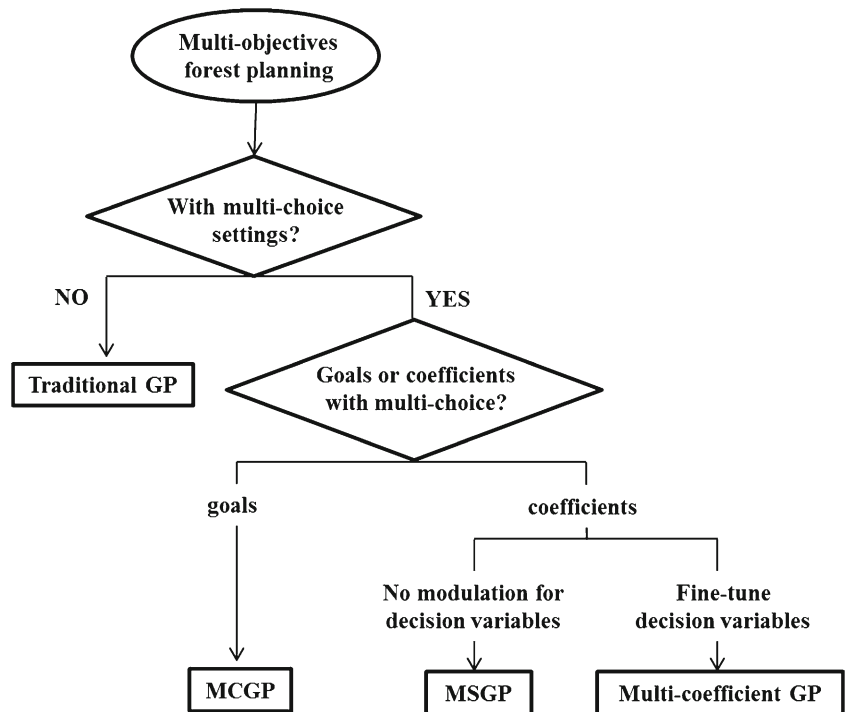 Multi-objectives
forest planning
With multi-choice
settings?
NO
YES
Traditional GP
Goals or coefficients
with multi-choice?
goals
coefficients
No modulation for
decision variables
Fine-tune
decision variables
MCGP
MSGP
Multi-coefficient GP